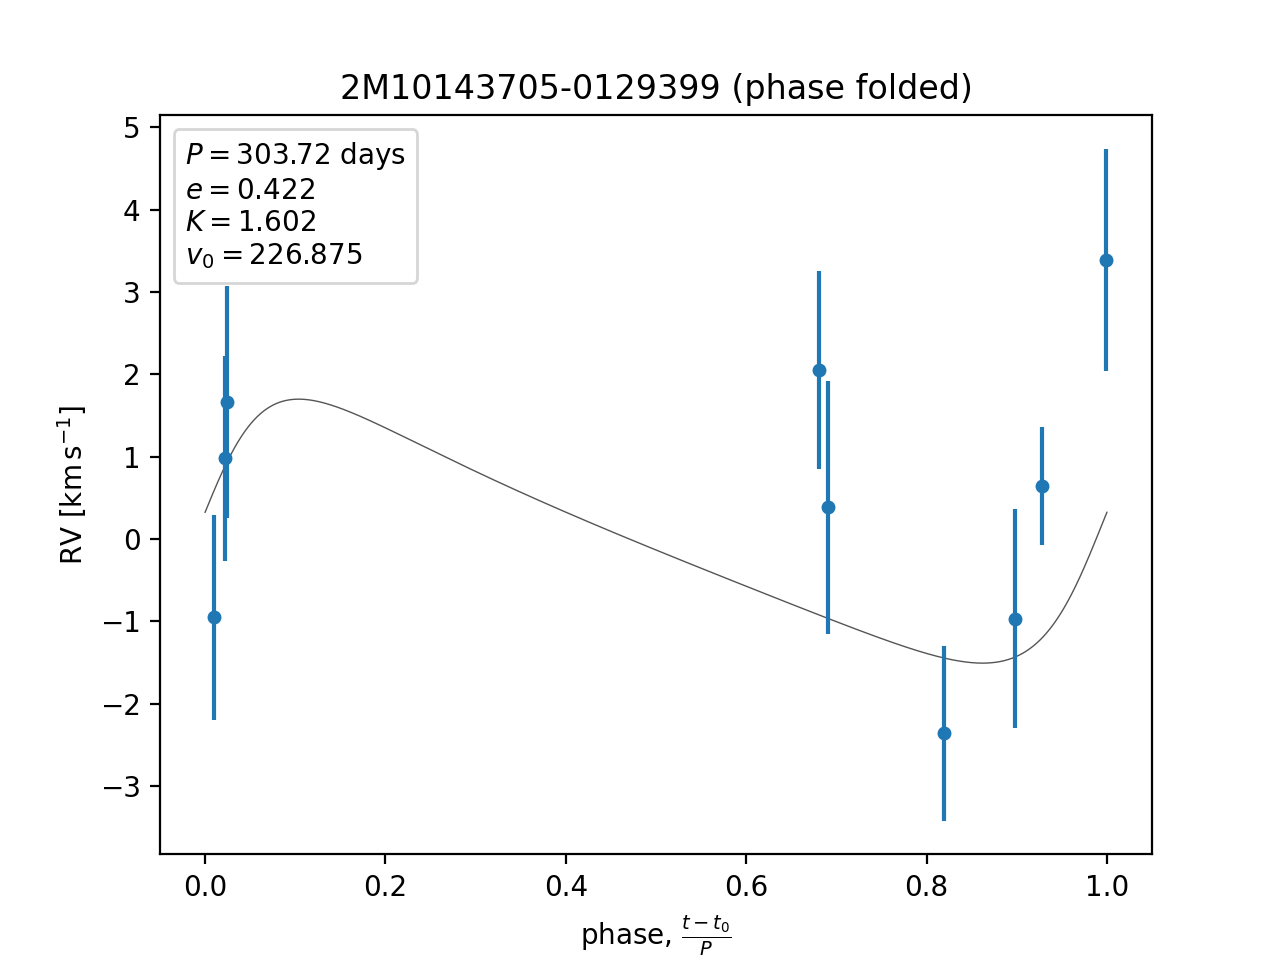 2M10143705-0129399 (phase folded)
P = 303.72 days
e = 0.422
K = 1.602
v₀ = 226.875
RV [km s⁻¹]
5
4
3
2
1
0
−1
−2
−3
0.0 0.2 0.4 0.6 0.8 1.0
phase, (t − t₀)/P